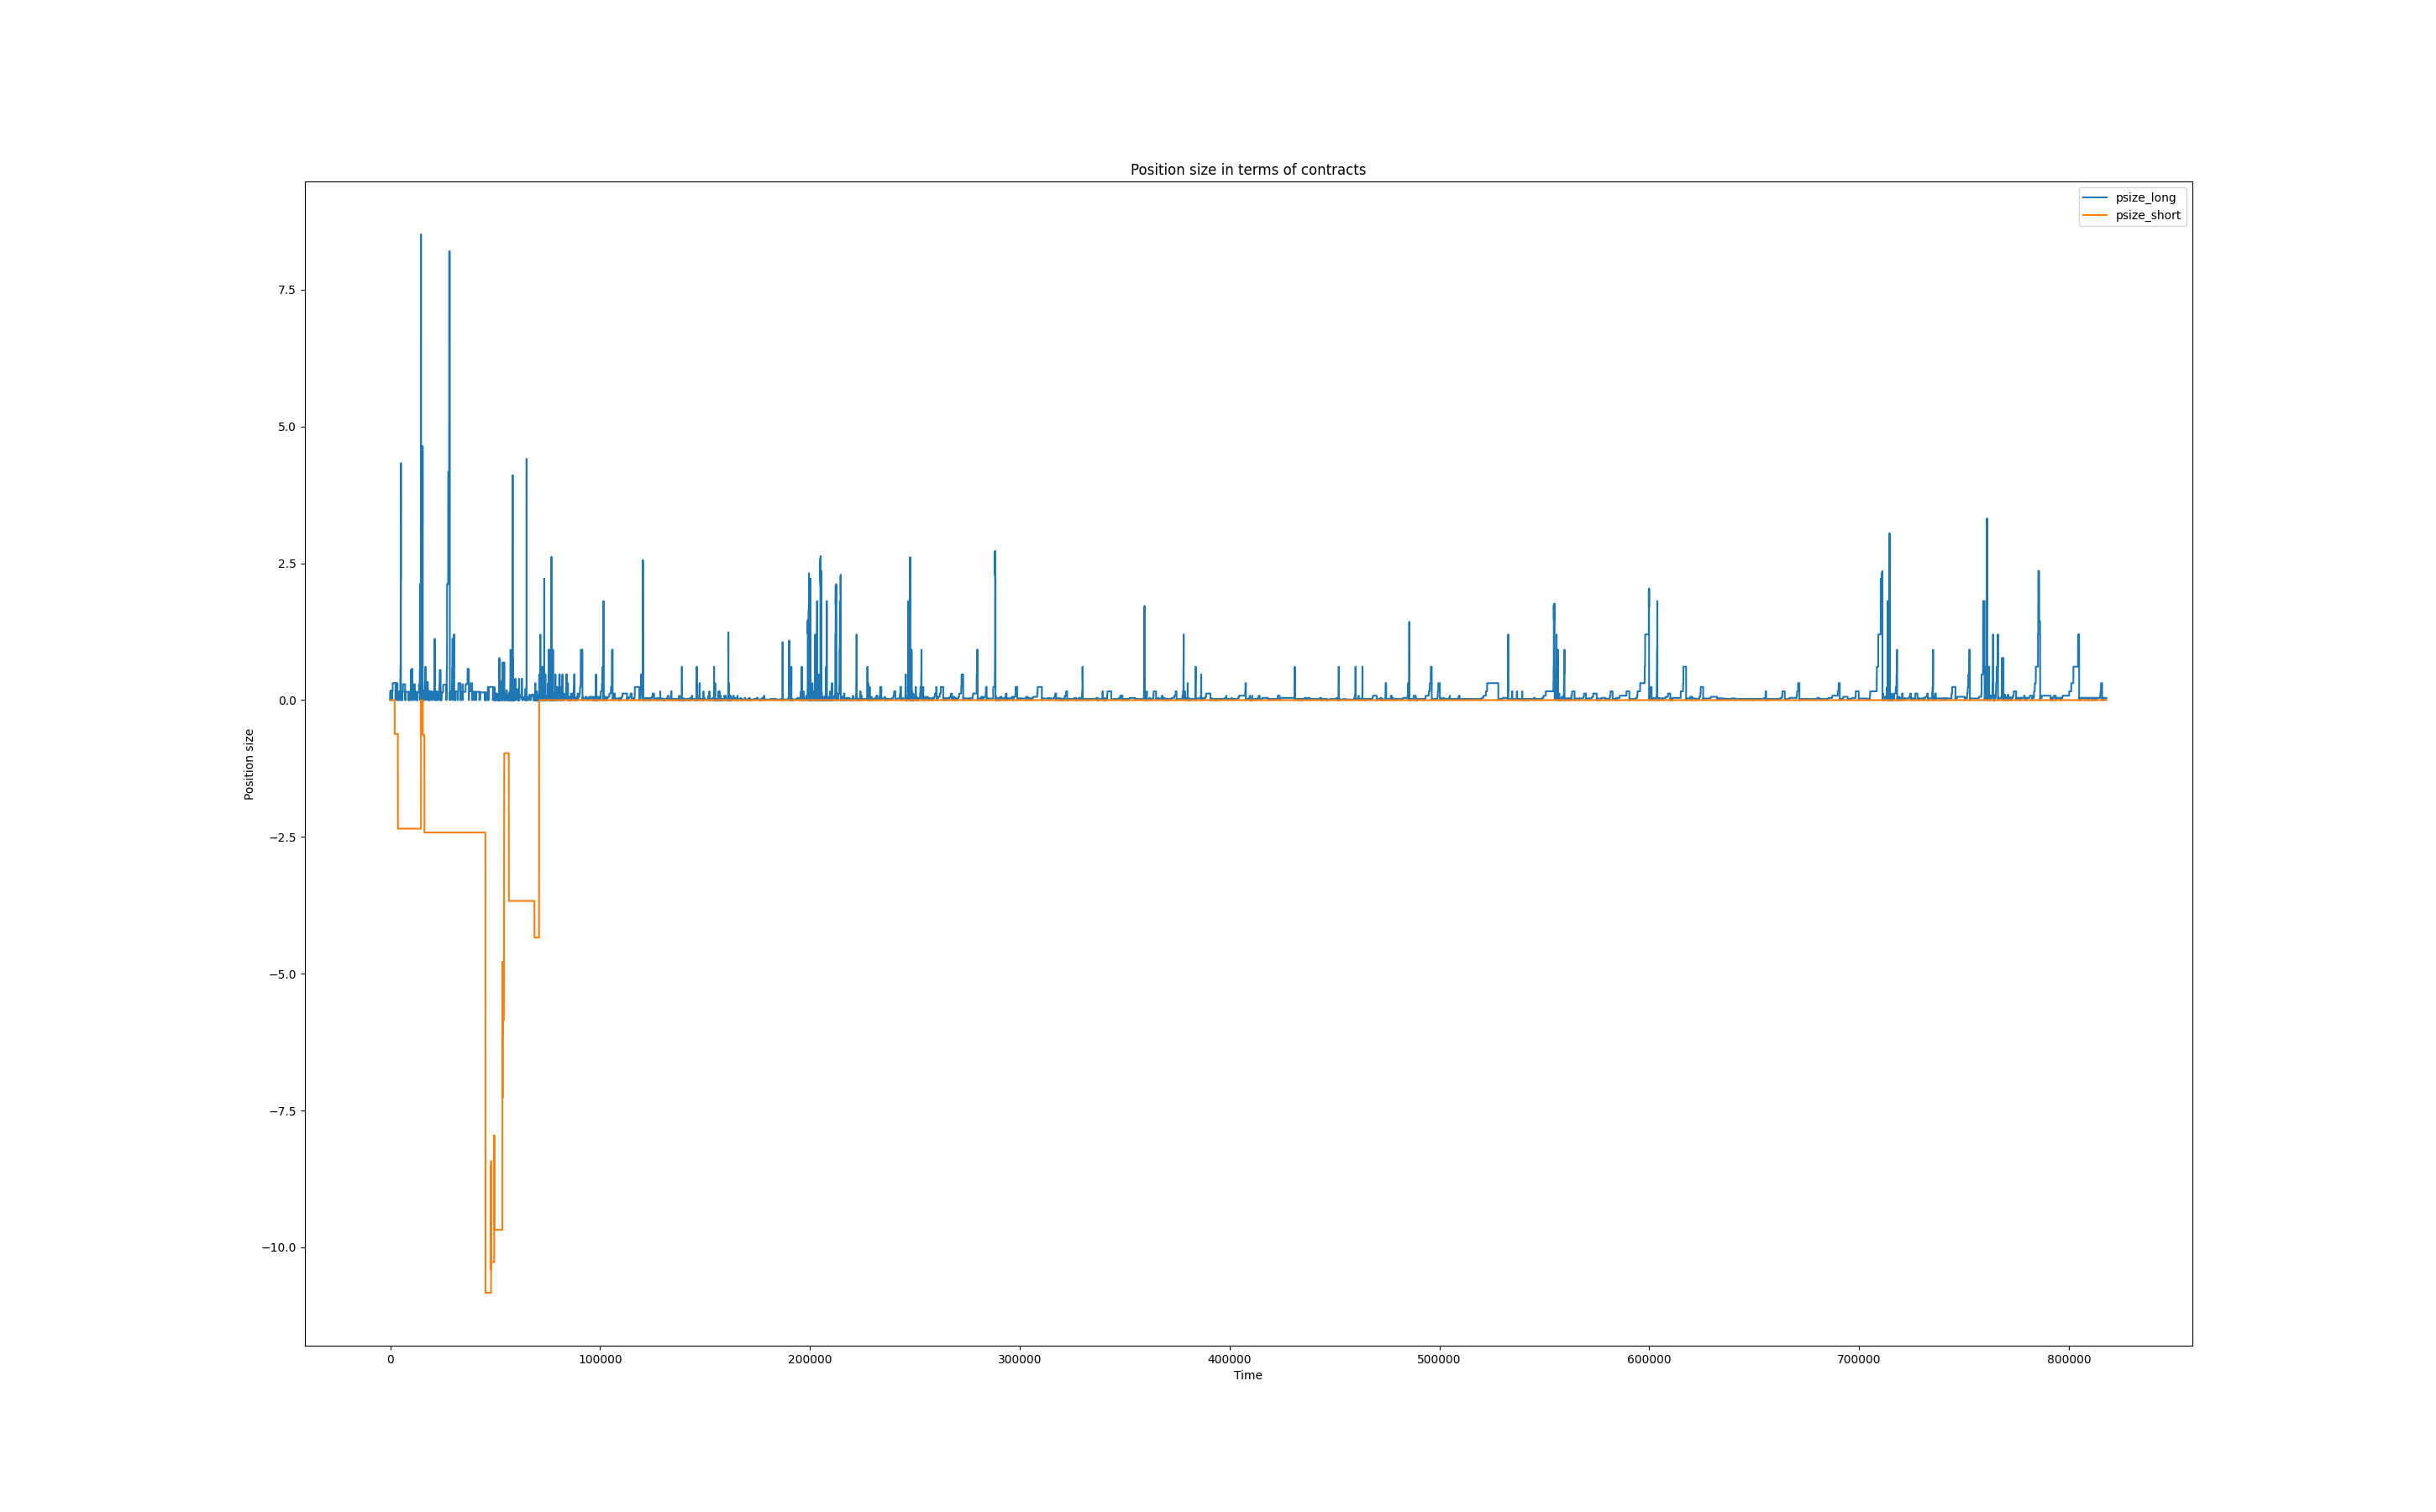 Position size in terms of contracts
psize_long
psize_short
7.5
5.0
2.5
0.0
−2.5
−5.0
−7.5
−10.0
Position size
0 100000 200000 300000 400000 500000 600000 700000 800000
Time